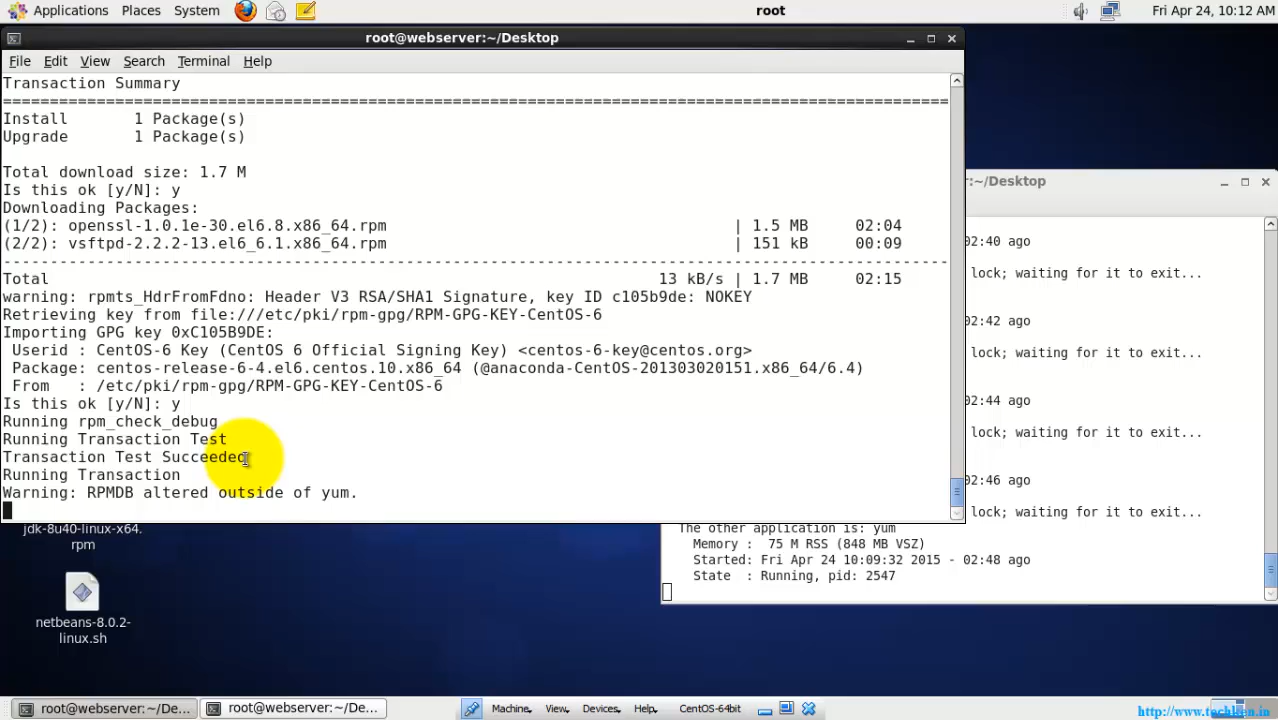 Applications Places System root Fri Apr 24, 10:12 AM
root@webserver:~/Desktop
File Edit View Search Terminal Help
Transaction Summary
================================================================================
Install 1 Package(s)
Upgrade 1 Package(s)
Total download size: 1.7 M
Is this ok [y/N]: y
Downloading Packages:
(1/2): openssl-1.0.1e-30.el6.8.x86_64.rpm | 1.5 MB 02:04
(2/2): vsftpd-2.2.2-13.el6_6.1.x86_64.rpm | 151 kB 00:09
--------------------------------------------------------------------------------
Total 13 kB/s | 1.7 MB 02:15
warning: rpmts_HdrFromFdno: Header V3 RSA/SHA1 Signature, key ID c105b9de: NOKEY
Retrieving key from file:///etc/pki/rpm-gpg/RPM-GPG-KEY-CentOS-6
Importing GPG key 0xC105B9DE:
Userid : CentOS-6 Key (CentOS 6 Official Signing Key) <centos-6-key@centos.org>
Package: centos-release-6-4.el6.centos.10.x86_64 (@anaconda-CentOS-201303020151.x86_64/6.4)
From : /etc/pki/rpm-gpg/RPM-GPG-KEY-CentOS-6
Is this ok [y/N]: y
Running rpm_check_debug
Running Transaction Test
Transaction Test Succeeded
Running Transaction
Warning: RPMDB altered outside of yum.
r:~/Desktop
02:40 ago
lock; waiting for it to exit...
02:42 ago
lock; waiting for it to exit...
02:44 ago
lock; waiting for it to exit...
02:46 ago
lock; waiting for it to exit...
The other application is: yum
Memory : 75 M RSS (848 MB VSZ)
Started: Fri Apr 24 10:09:32 2015 - 02:48 ago
State : Running, pid: 2547
jdk-8u40-linux-x64.
rpm
netbeans-8.0.2-
linux.sh
root@webserver:~/De... root@webserver:~/De... Machine View Devices Help CentOS-64bit
http://www.techken.in